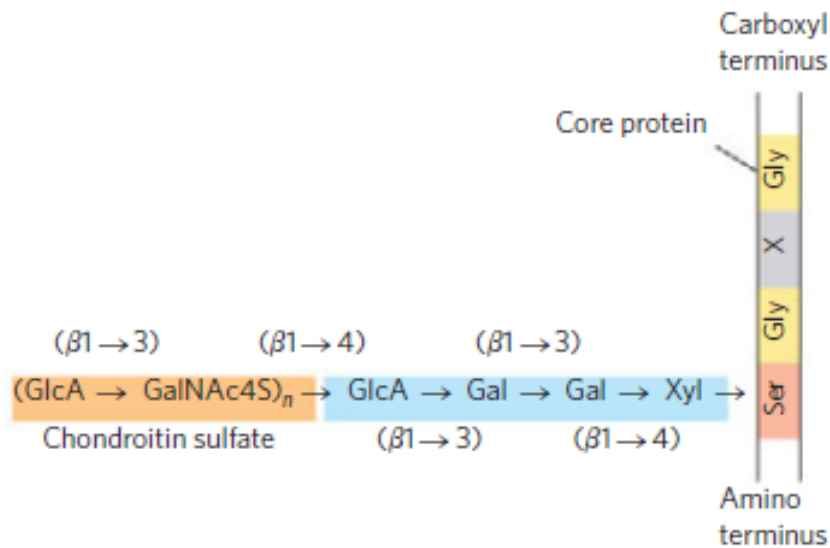 Carboxyl
terminus
Core protein
Gly
X
Gly
Ser
(β1→3) (β1→4) (β1→3)
(GlcA → GalNAc4S)n → GlcA → Gal → Gal → Xyl →
Chondroitin sulfate (β1→3) (β1→4)
Amino
terminus